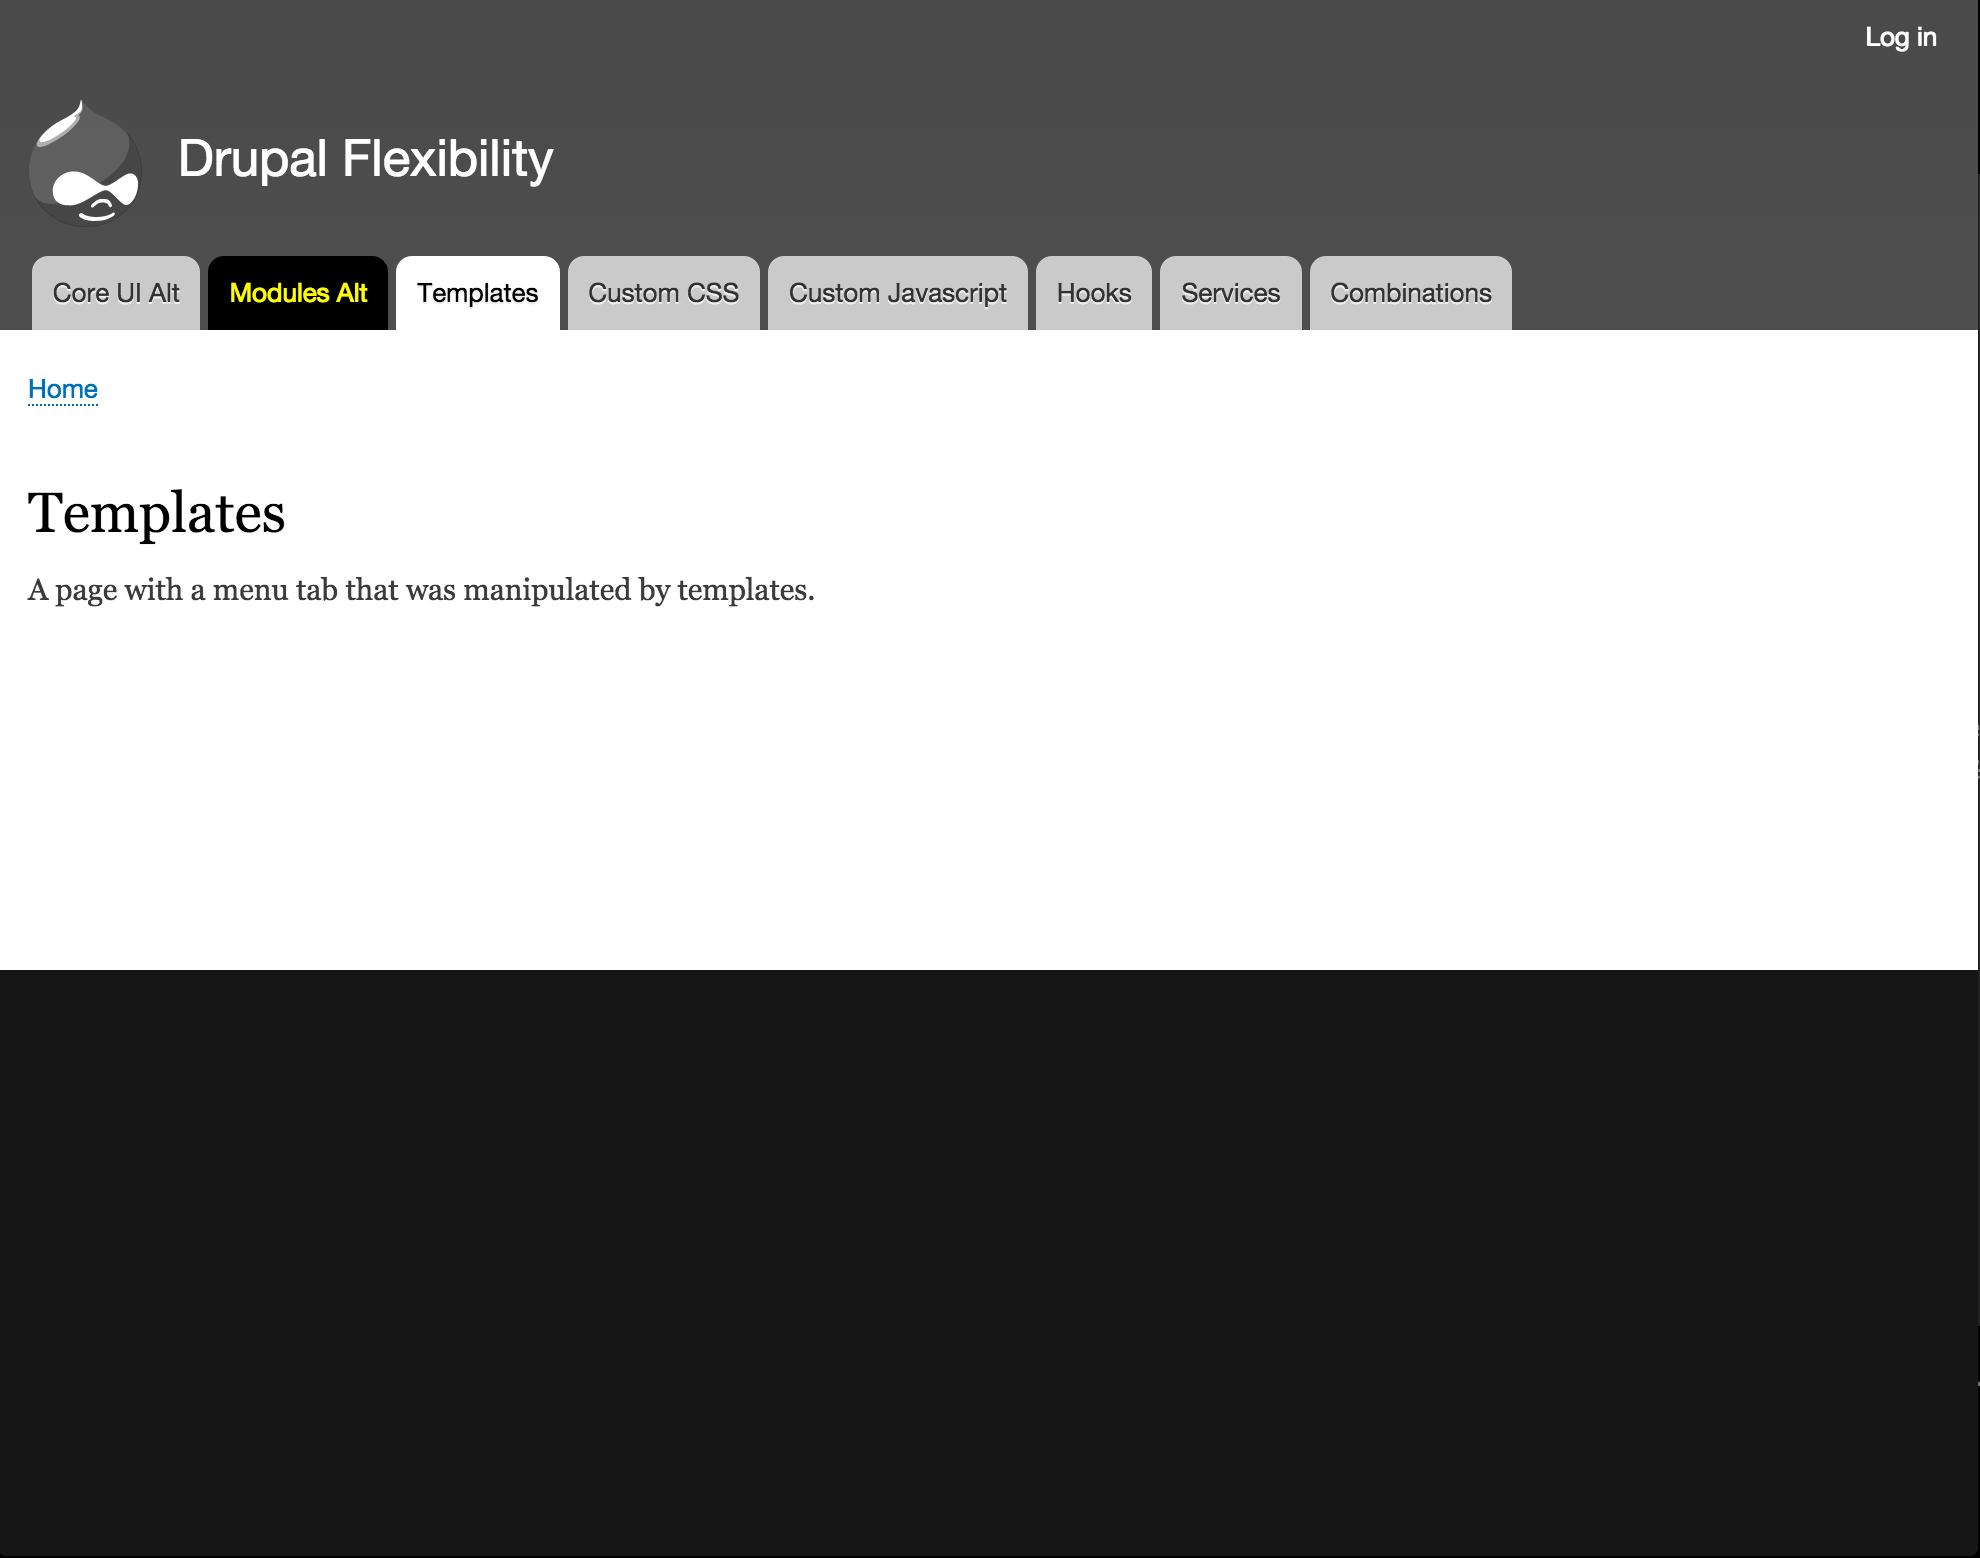 Log in
Drupal Flexibility
Core UI Alt Modules Alt Templates Custom CSS Custom Javascript Hooks Services Combinations
Home
Templates
A page with a menu tab that was manipulated by templates.